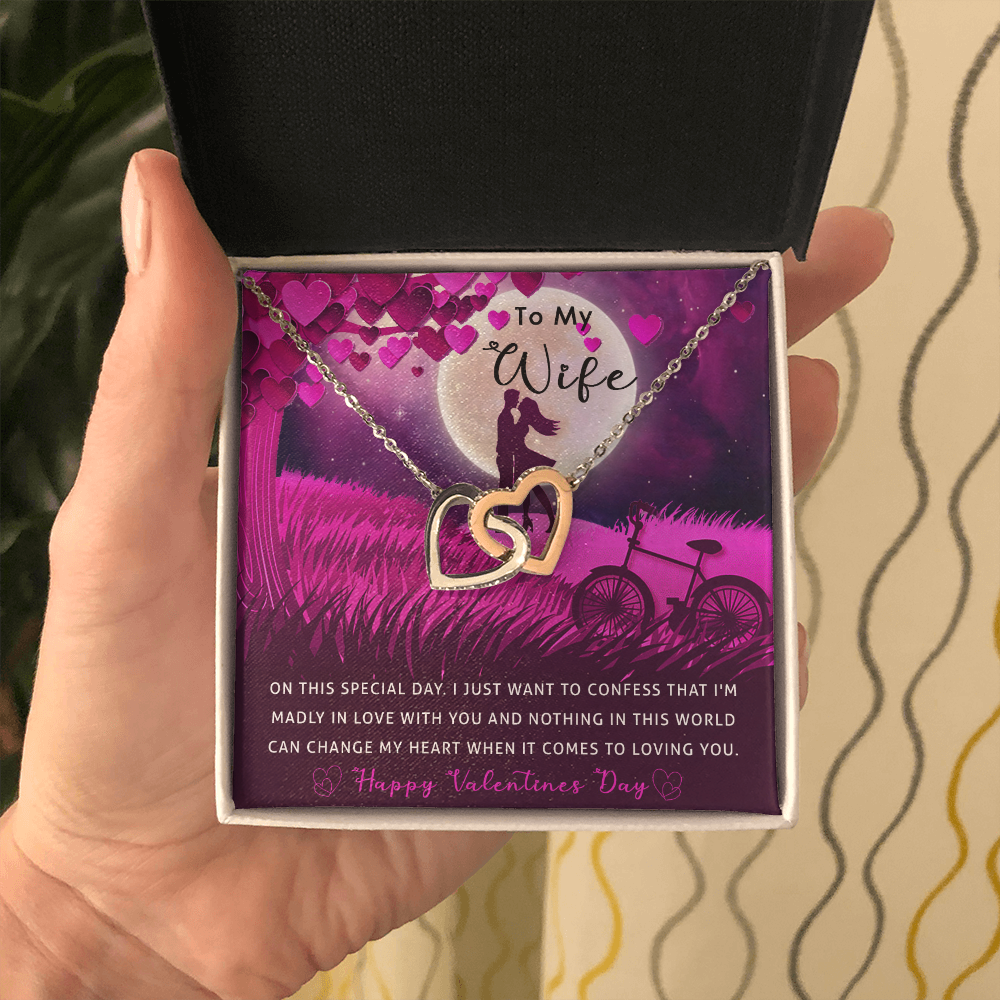 To My
Wife
ON THIS SPECIAL DAY. I JUST WANT TO CONFESS THAT I'M
MADLY IN LOVE WITH YOU AND NOTHING IN THIS WORLD
CAN CHANGE MY HEART WHEN IT COMES TO LOVING YOU.
Happy Valentines Day